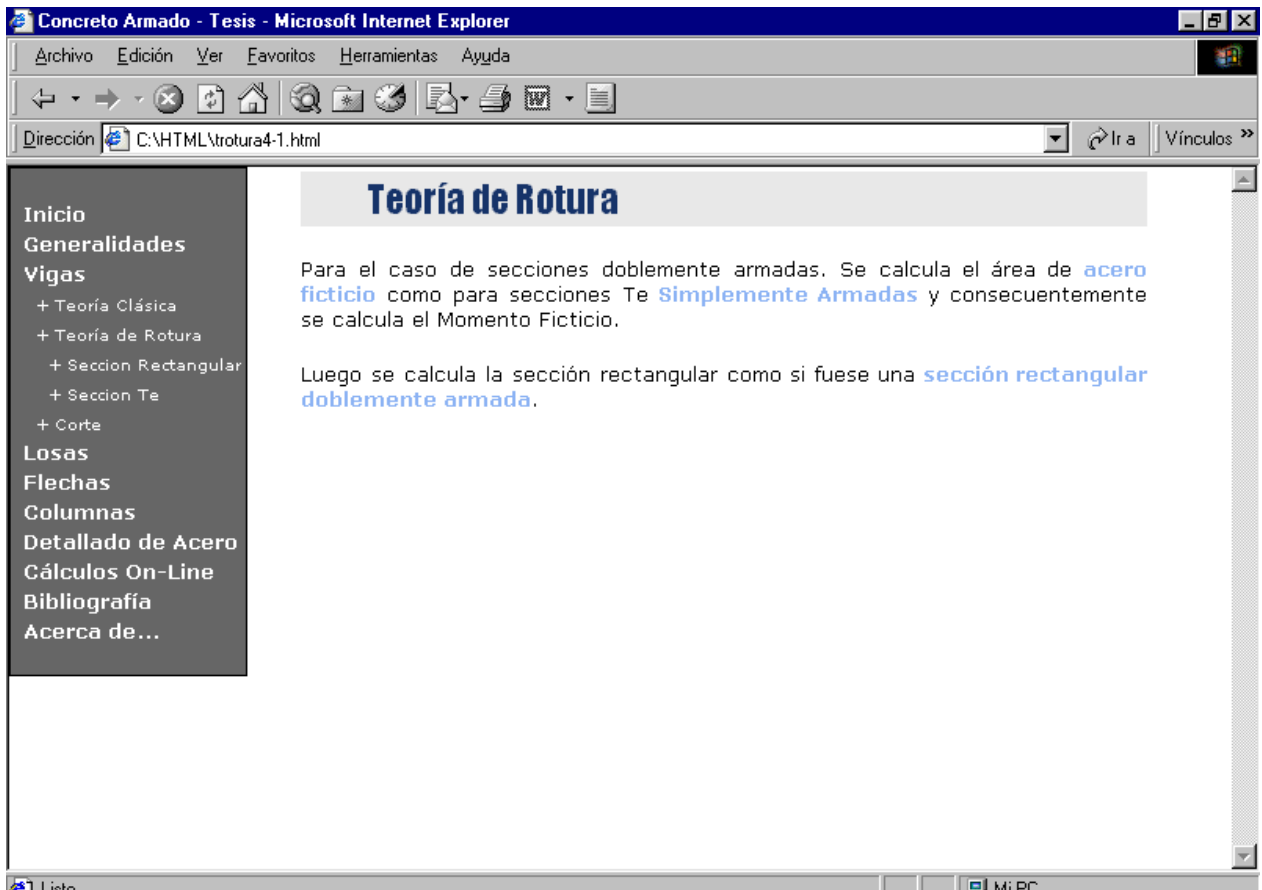 Concreto Armado - Tesis - Microsoft Internet Explorer
Archivo Edición Ver Favoritos Herramientas Ayuda
Dirección C:\HTML\trotura4-1.html Ir a Vínculos »
Inicio
Generalidades
Vigas
+ Teoría Clásica
+ Teoría de Rotura
+ Seccion Rectangular
+ Seccion Te
+ Corte
Losas
Flechas
Columnas
Detallado de Acero
Cálculos On-Line
Bibliografía
Acerca de...
Teoría de Rotura
Para el caso de secciones doblemente armadas. Se calcula el área de acero
ficticio como para secciones Te Simplemente Armadas y consecuentemente
se calcula el Momento Ficticio.
Luego se calcula la sección rectangular como si fuese una sección rectangular
doblemente armada.
Listo Mi PC